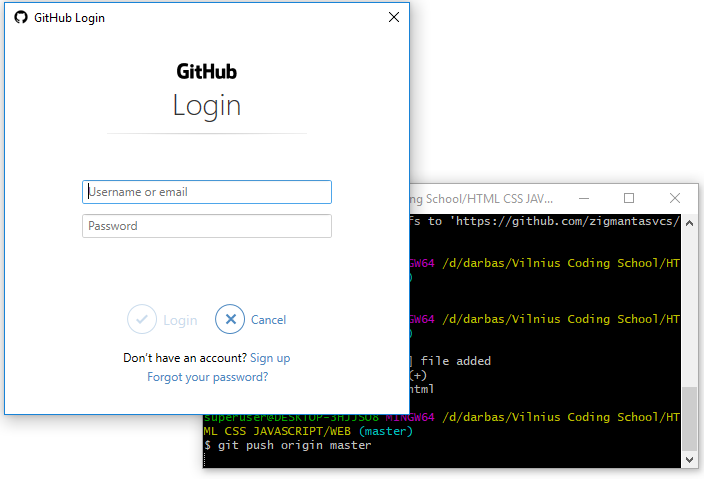 GitHub Login
GitHub
Login
Username or email
Password
Login
Cancel
Don't have an account? Sign up
Forgot your password?
School/HTML CSS JAV...
to 'https://github.com/zigmantasvcs/
/d/darbas/Vilnius Coding School/HT
)
/d/darbas/Vilnius Coding School/HT
)
] file added
(+)
html
superuser@DESKTOP-3HJJSO8 MINGW64 /d/darbas/Vilnius Coding School/HT
ML CSS JAVASCRIPT/WEB (master)
$ git push origin master